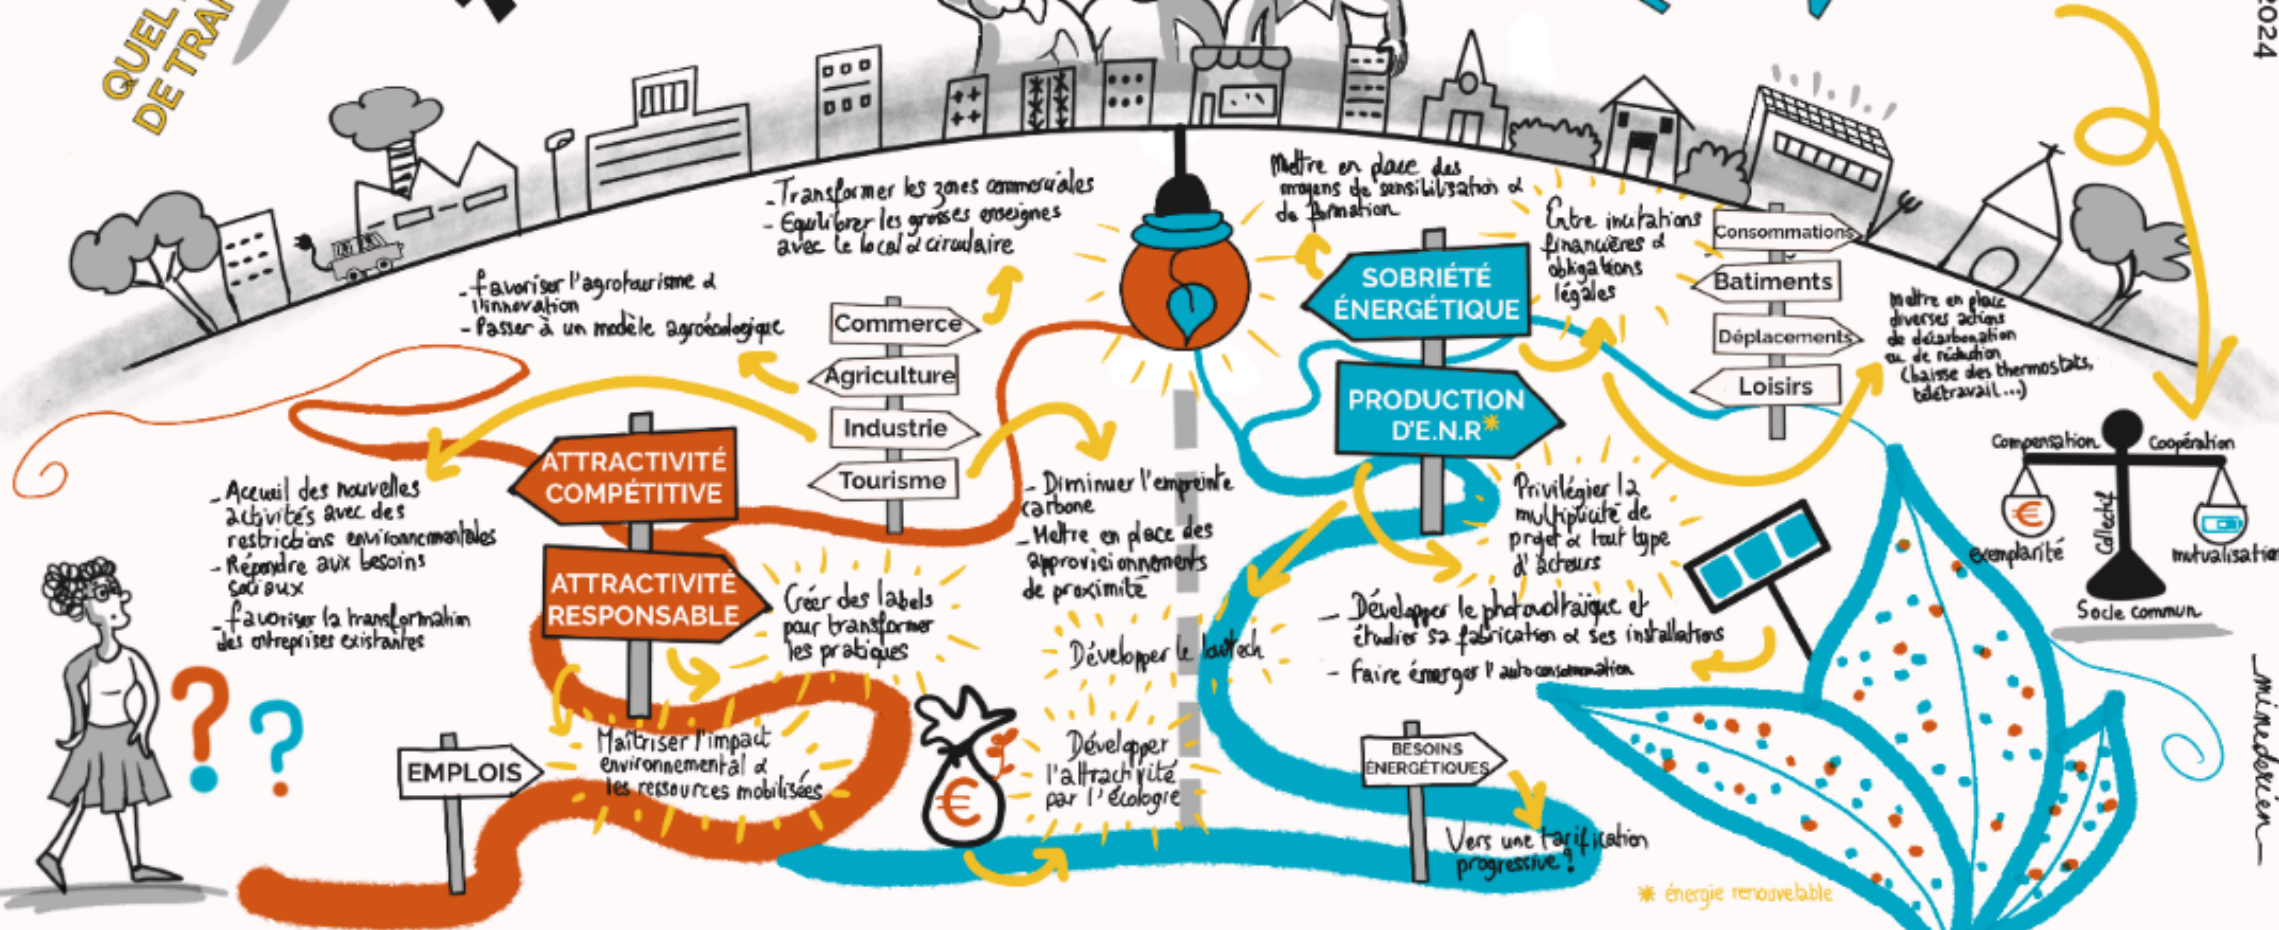 QUEL
DE TRA
2024
- Transformer les zones commerciales
- Equilibrer les grosses enseignes
avec le local & circulaire
- favoriser l'agrotourisme &
l'innovation
- Passer à un modèle agroécologique
Commerce
Agriculture
Industrie
Tourisme
ATTRACTIVITÉ
COMPÉTITIVE
ATTRACTIVITÉ
RESPONSABLE
- Accueil des nouvelles
activités avec des
restrictions environnementales
- Répondre aux besoins
sociaux
- favoriser la transformation
des entreprises existantes
- Diminuer l'empreinte
carbone
- Mettre en place des
approvisionnements
de proximité
Créer des labels
pour transformer
les pratiques
Développer le lowtech
Maîtriser l'impact
environnemental &
les ressources mobilisées
EMPLOIS
€
Développer
l'attractivité
par l'écologie
Mettre en place des
moyens de sensibilisation &
de formation
SOBRIÉTÉ
ÉNERGÉTIQUE
PRODUCTION
D'E.N.R*
Entre incitations
financières &
obligations
légales
Consommations
Batiments
Déplacements
Loisirs
Mettre en place
diverses actions
de décarbonation
ou de réduction
(baisse des thermostats,
télétravail...)
Privilégier la
multiplicité de
projet & tout type
d'acteurs
- Développer le photovoltaïque et
étudier sa fabrication & ses installations
- Faire émerger l'autoconsommation
BESOINS
ÉNERGÉTIQUES
Vers une tarification
progressive ?
* énergie renouvelable
Compensation
Coopération
€
Collectif
exemplarité
mutualisation
Socle commun
? ?
minederien